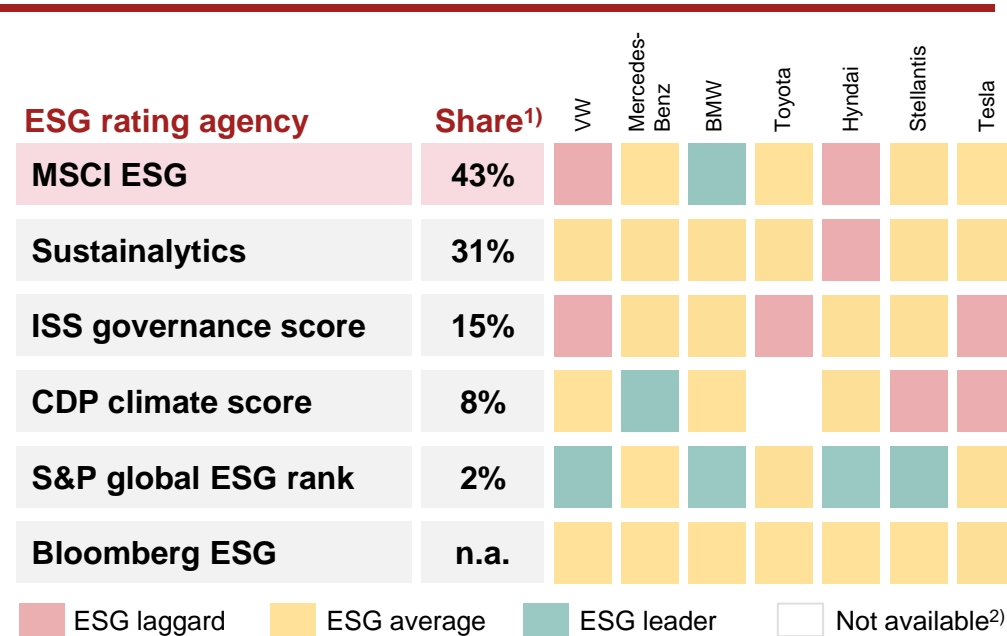 ESG rating agency Share1) VW Mercedes-
Benz BMW Toyota Hyndai Stellantis Tesla
MSCI ESG 43%
Sustainalytics 31%
ISS governance score 15%
CDP climate score 8%
S&P global ESG rank 2%
Bloomberg ESG n.a.
ESG laggard ESG average ESG leader Not available2)